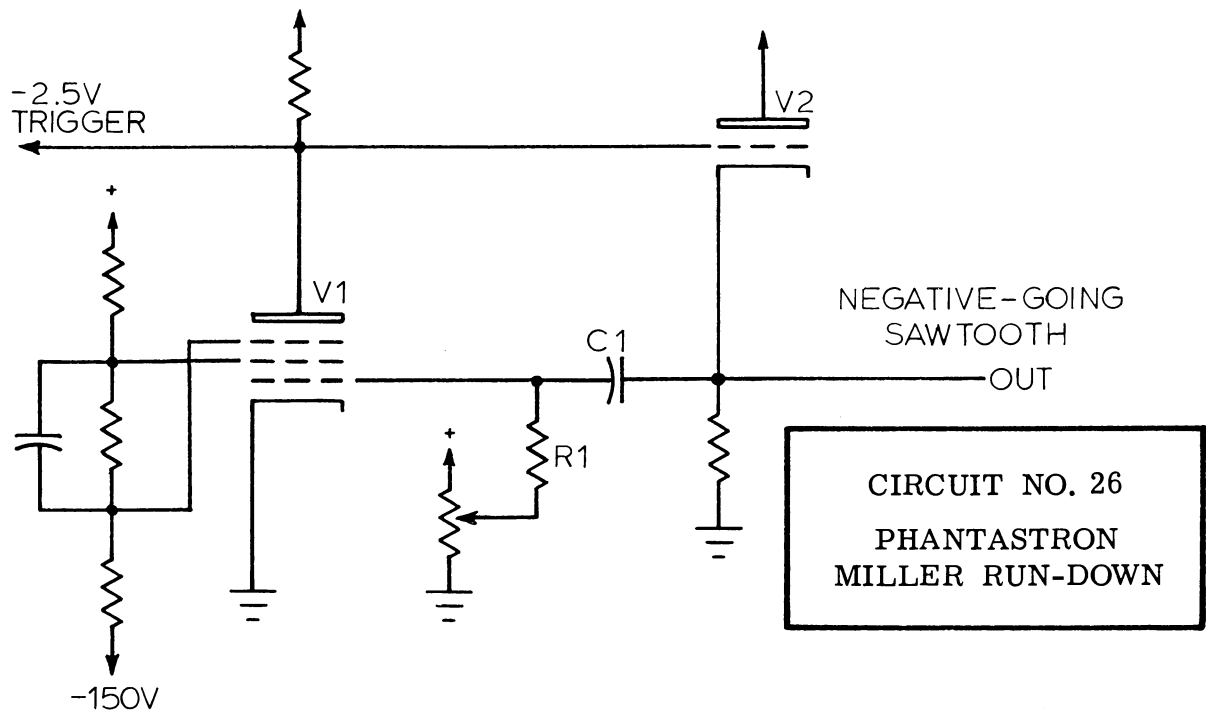 -2.5V
TRIGGER
V2
+
V1
NEGATIVE-GOING
SAWTOOTH
C1
OUT
+
R1
CIRCUIT NO. 26
PHANTASTRON
MILLER RUN-DOWN
-150V